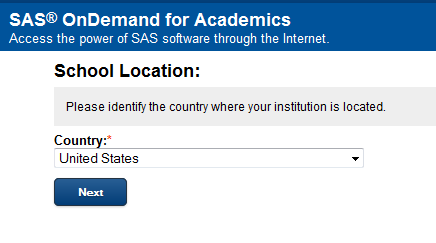 SAS® OnDemand for Academics
Access the power of SAS software through the Internet.
School Location:
Please identify the country where your institution is located.
Country:*
United States
Next